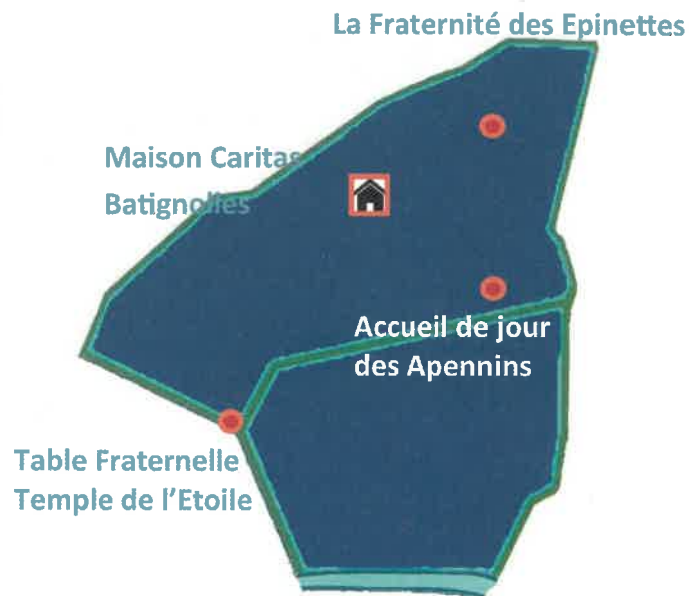 La Fraternité des Epinettes
Maison Caritas
Batignolles
Accueil de jour
des Apennins
Table Fraternelle
Temple de l'Etoile